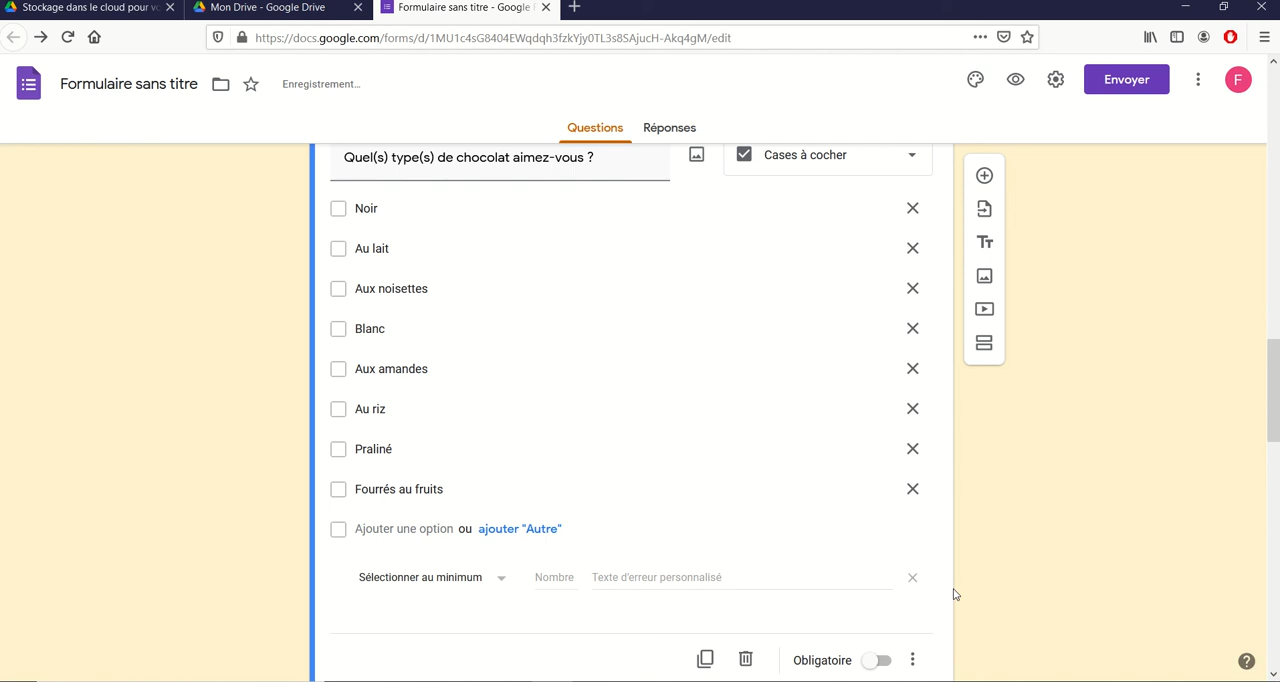 Stockage dans le cloud pour vo
Mon Drive - Google Drive
Formulaire sans titre - Google F
https://docs.google.com/forms/d/1MU1c4sG8404EWqdqh3fzkYjy0TL3s8SAjucH-Akq4gM/edit
Formulaire sans titre
Enregistrement...
Envoyer
F
Questions
Réponses
Quel(s) type(s) de chocolat aimez-vous ?
Cases à cocher
Noir
Au lait
Aux noisettes
Blanc
Aux amandes
Au riz
Praliné
Fourrés au fruits
Ajouter une option ou ajouter "Autre"
Sélectionner au minimum
Nombre
Texte d'erreur personnalisé
Obligatoire